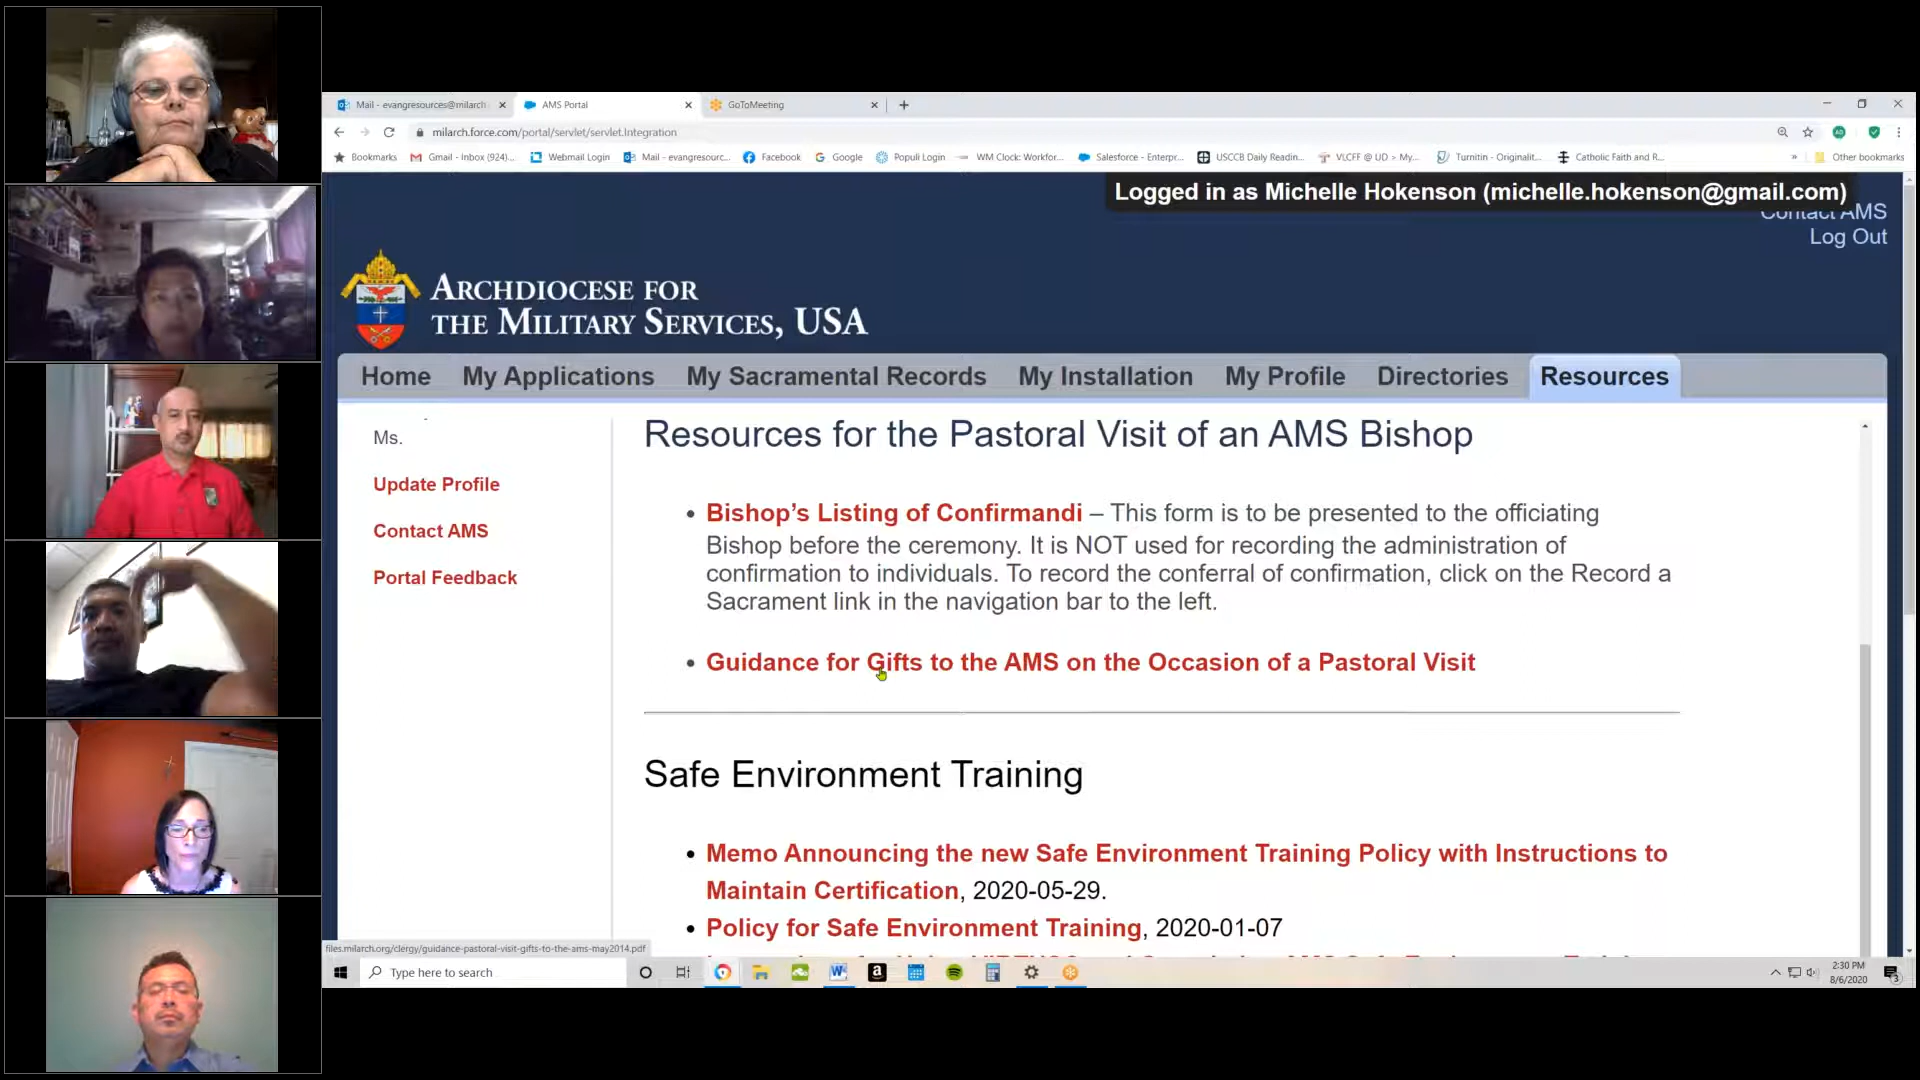 Mail - evangresources@milarch
AMS Portal
GoToMeeting
milarch.force.com/portal/servlet/servlet.Integration
Bookmarks
Gmail - Inbox (924)...
Webmail Login
Mail - evangresourc...
Facebook
Google
Populi Login
WM Clock: Workfor...
Salesforce - Enterpr...
USCCB Daily Readin...
VLCFF @ UD > My...
Turnitin - Originalit...
Catholic Faith and R...
»
Other bookmarks
Logged in as Michelle Hokenson (michelle.hokenson@gmail.com)
Contact AMS
Log Out
ARCHDIOCESE FOR
THE MILITARY SERVICES, USA
Home My Applications My Sacramental Records My Installation My Profile Directories Resources
Ms.
Update Profile
Contact AMS
Portal Feedback
Resources for the Pastoral Visit of an AMS Bishop
• Bishop’s Listing of Confirmandi – This form is to be presented to the officiating
Bishop before the ceremony. It is NOT used for recording the administration of
confirmation to individuals. To record the conferral of confirmation, click on the Record a
Sacrament link in the navigation bar to the left.
• Guidance for Gifts to the AMS on the Occasion of a Pastoral Visit
Safe Environment Training
• Memo Announcing the new Safe Environment Training Policy with Instructions to
Maintain Certification, 2020-05-29.
• Policy for Safe Environment Training, 2020-01-07
files.milarch.org/clergy/guidance-pastoral-visit-gifts-to-the-ams-may2014.pdf
Type here to search
2:30 PM
8/6/2020
3